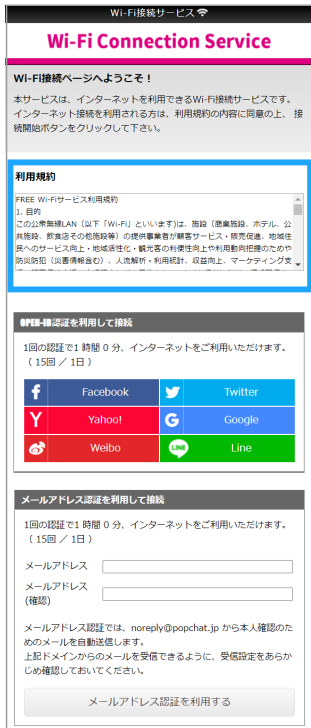 Wi-Fi接続サービス
Wi-Fi Connection Service
Wi-Fi接続ページへようこそ！
本サービスは、インターネットを利用できるWi-Fi接続サービスです。
インターネット接続を利用される方は、利用規約の内容に同意の上、 接
続開始ボタンをクリックして下さい。
利用規約
FREE Wi-Fiサービス利用規約
1. 目的
この公衆無線LAN（以下「Wi-Fi」といいます)は、施設（商業施設、ホテル、公
共施設、飲食店その他施設等）の提供事業者が顧客サービス・販売促進、地域住
民へのサービス向上・地域活性化・観光客の利便性向上や利用動向把握のためや
防災防犯（災害情報含む）、人流解析・利用統計、収益向上、マーケティング支
OPEN-ID認証を利用して接続
1回の認証で1 時間 0 分、インターネットをご利用いただけます。
（ 15回 ／ 1日 ）
Facebook
Twitter
Yahoo!
Google
Weibo
LINE
Line
メールアドレス認証を利用して接続
1回の認証で1 時間 0 分、インターネットをご利用いただけます。
（ 15回 ／ 1日 ）
メールアドレス
メールアドレス
(確認)
メールアドレス認証では、noreply@popchat.jp から本人確認のた
めのメールを自動送信します。
上記ドメインからのメールを受信できるように、受信設定をあらか
じめ確認しておいてください。
メールアドレス認証を利用する